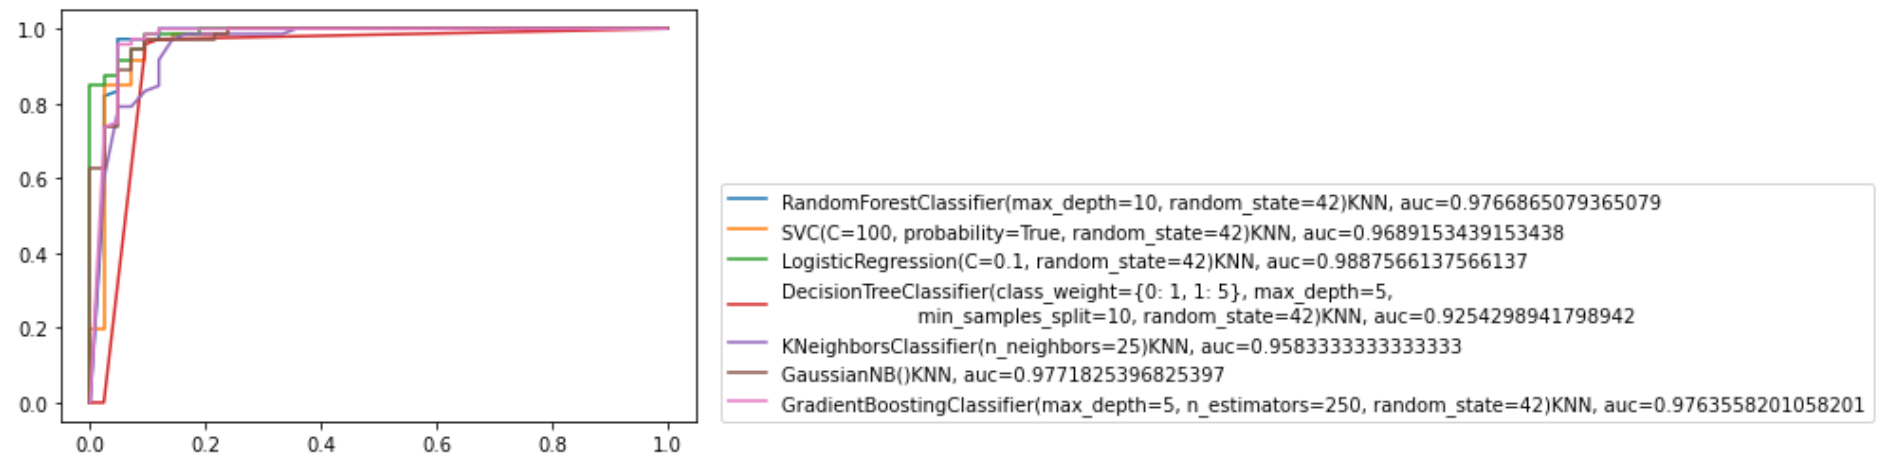 1.0
0.8
0.6
0.4
0.2
0.0
0.0 0.2 0.4 0.6 0.8 1.0
RandomForestClassifier(max_depth=10, random_state=42)KNN, auc=0.9766865079365079
SVC(C=100, probability=True, random_state=42)KNN, auc=0.9689153439153438
LogisticRegression(C=0.1, random_state=42)KNN, auc=0.9887566137566137
DecisionTreeClassifier(class_weight={0: 1, 1: 5}, max_depth=5,
min_samples_split=10, random_state=42)KNN, auc=0.9254298941798942
KNeighborsClassifier(n_neighbors=25)KNN, auc=0.9583333333333333
GaussianNB()KNN, auc=0.9771825396825397
GradientBoostingClassifier(max_depth=5, n_estimators=250, random_state=42)KNN, auc=0.9763558201058201